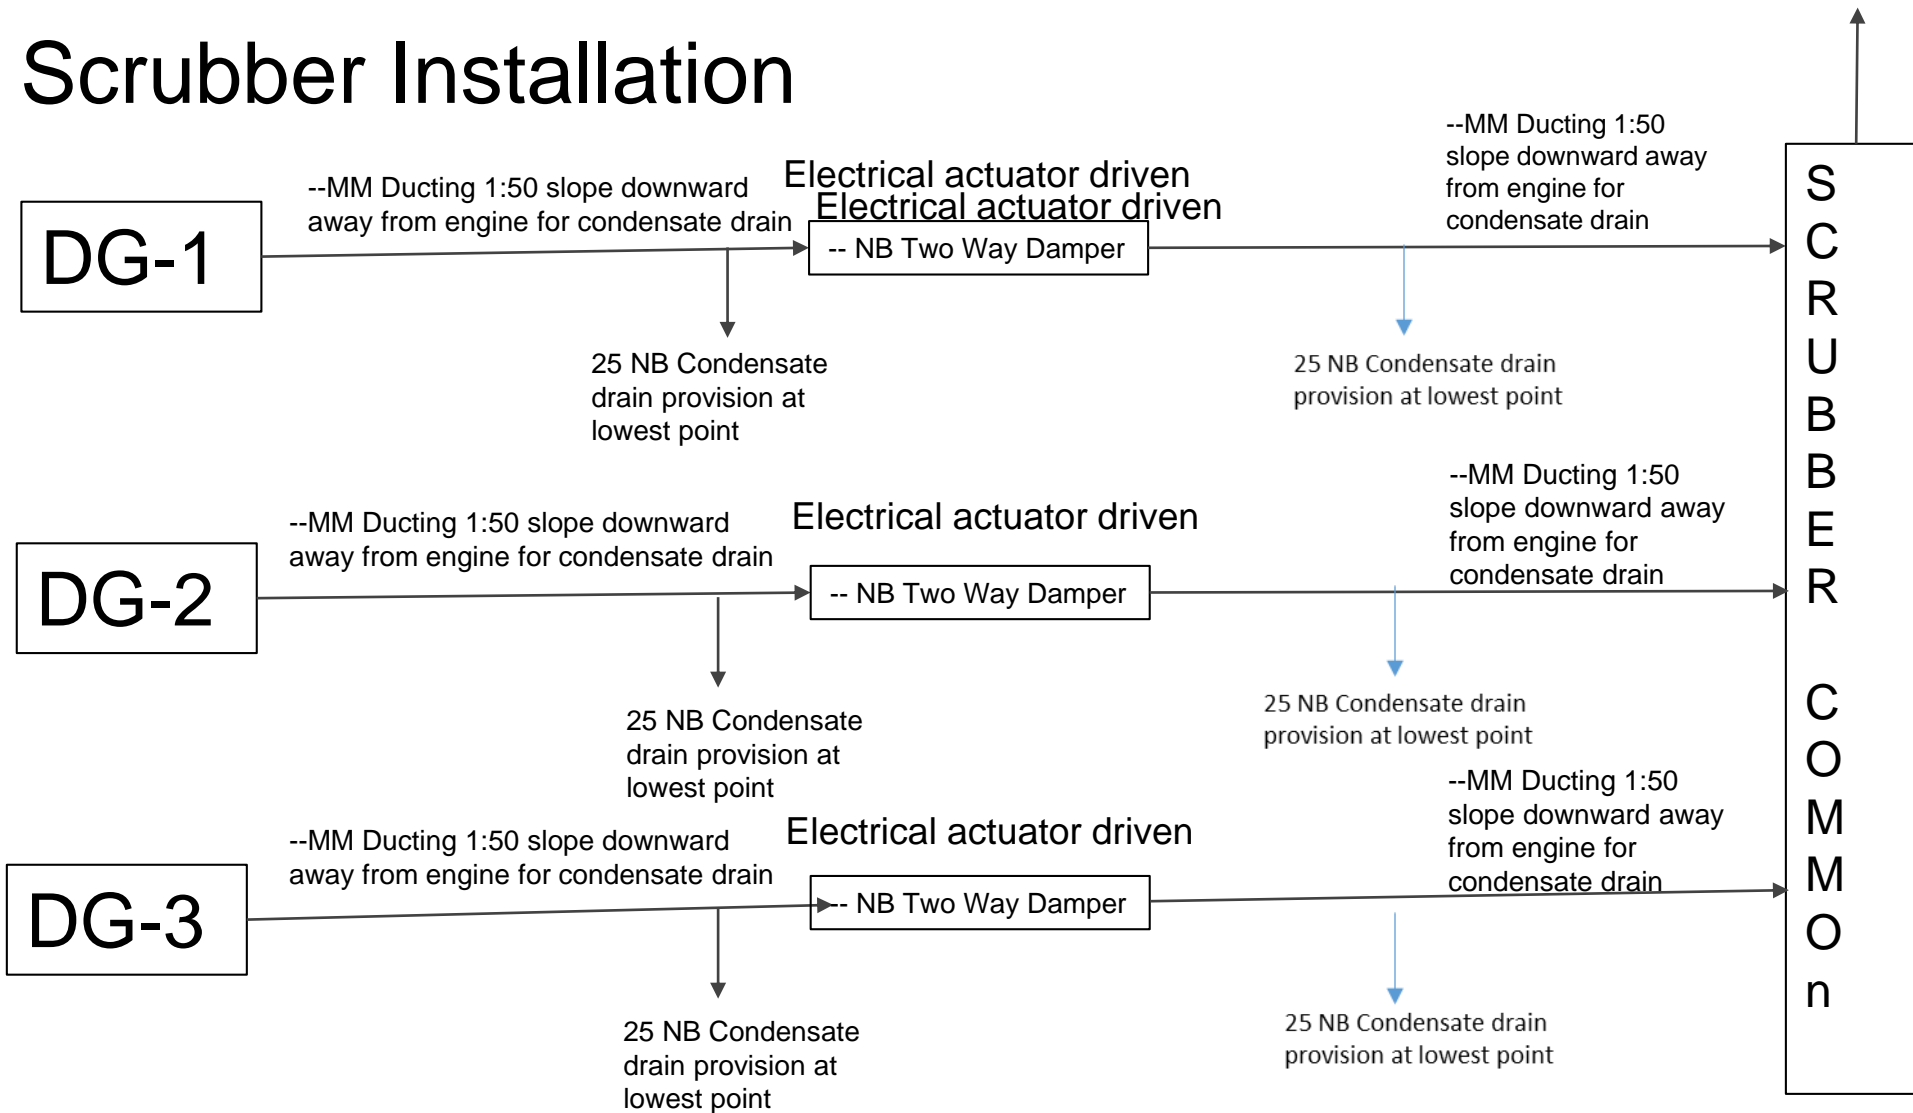 Scrubber Installation
--MM Ducting 1:50
slope downward away
from engine for
condensate drain
--MM Ducting 1:50 slope downward
away from engine for condensate drain
Electrical actuator driven
Electrical actuator driven
DG-1
-- NB Two Way Damper
25 NB Condensate
drain provision at
lowest point
25 NB Condensate drain
provision at lowest point
--MM Ducting 1:50
slope downward away
from engine for
condensate drain
--MM Ducting 1:50 slope downward
away from engine for condensate drain
Electrical actuator driven
DG-2
-- NB Two Way Damper
25 NB Condensate
drain provision at
lowest point
25 NB Condensate drain
provision at lowest point
--MM Ducting 1:50
slope downward away
from engine for
condensate drain
--MM Ducting 1:50 slope downward
away from engine for condensate drain
Electrical actuator driven
DG-3
-- NB Two Way Damper
25 NB Condensate
drain provision at
lowest point
25 NB Condensate drain
provision at lowest point
S
C
R
U
B
B
E
R
C
O
M
M
O
n